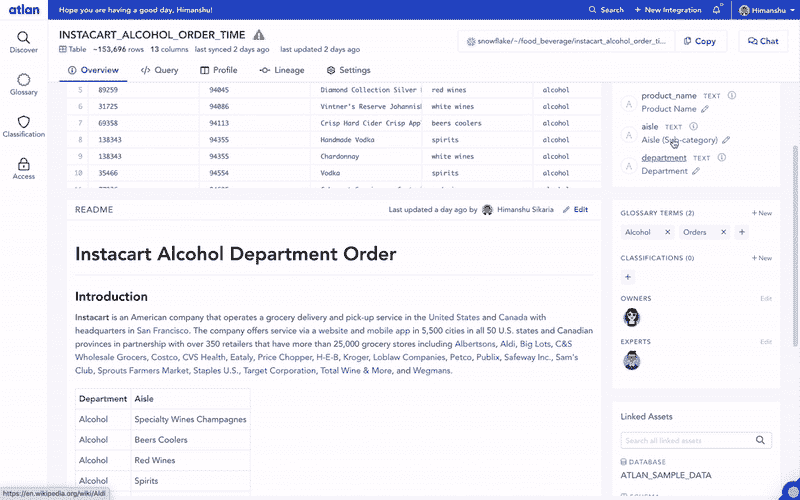 atlan
Hope you are having a good day, Himanshu!
Search
+ New Integration
Himanshu
Discover
Glossary
Classification
Access
INSTACART_ALCOHOL_ORDER_TIME
Table ~153,696 rows 13 columns last synced 2 days ago last updated 2 days ago
snowflake/~/food_beverage/instacart_alcohol_order_ti...
Copy
Chat
Overview
</> Query
Profile
Lineage
Settings
5 89259 94045 Diamond Collection Silver red wines alcohol
6 31725 94086 Vintner's Reserve Johannis white wines alcohol
7 69358 94113 Crisp Hard Cider Crisp App beers coolers alcohol
8 138343 94355 Handmade Vodka spirits alcohol
9 138343 94355 Chardonnay white wines alcohol
10 35466 94554 Vodka spirits alcohol
README
Last updated a day ago by Himanshu Sikaria
Edit
Instacart Alcohol Department Order
Introduction
Instacart is an American company that operates a grocery delivery and pick-up service in the United States and Canada with
headquarters in San Francisco. The company offers service via a website and mobile app in 5,500 cities in all 50 U.S. states and Canadian
provinces in partnership with over 350 retailers that have more than 25,000 grocery stores including Albertsons, Aldi, Big Lots, C&S
Wholesale Grocers, Costco, CVS Health, Eataly, Price Chopper, H-E-B, Kroger, Loblaw Companies, Petco, Publix, Safeway Inc., Sam's
Club, Sprouts Farmers Market, Staples U.S., Target Corporation, Total Wine & More, and Wegmans.
Department Aisle
Alcohol Specialty Wines Champagnes
Alcohol Beers Coolers
Alcohol Red Wines
Alcohol Spirits
https://en.wikipedia.org/wiki/Aldi
A product_name TEXT
Product Name
A aisle TEXT
Aisle (Sub-category)
A department TEXT
Department
GLOSSARY TERMS (2) + New
Alcohol × Orders × +
CLASSIFICATIONS (0) + New
+
OWNERS Edit
EXPERTS Edit
Linked Assets
Search all linked assets
DATABASE
ATLAN_SAMPLE_DATA